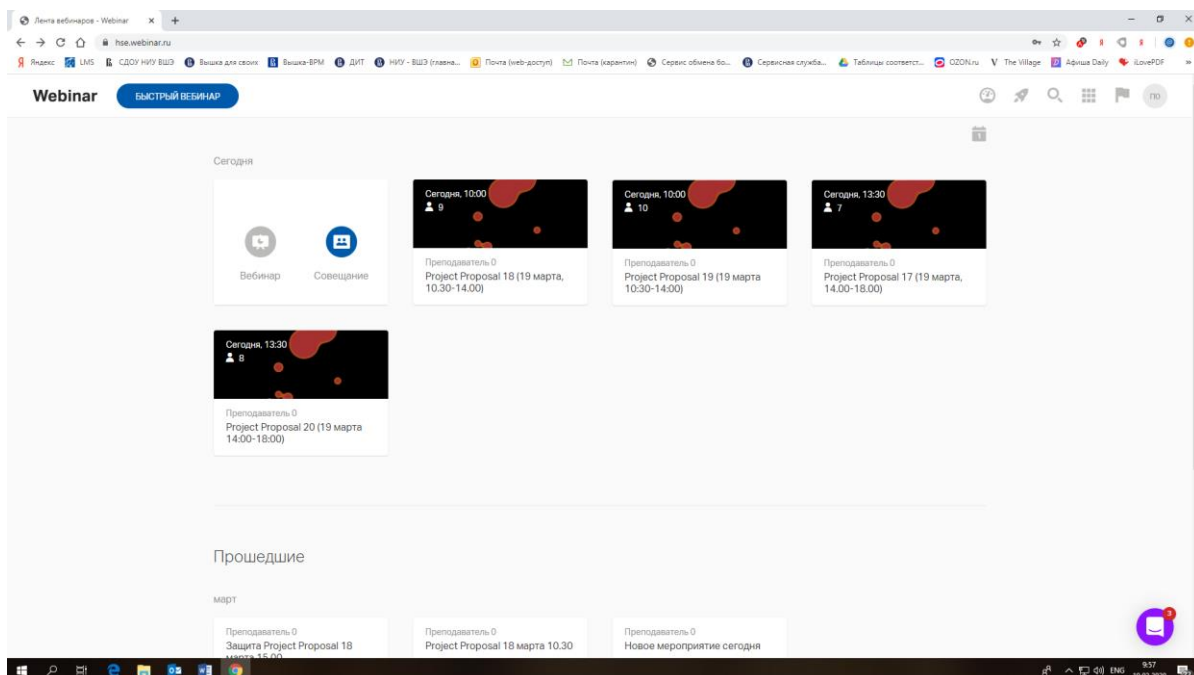 Лента вебинаров - Webinar
hse.webinar.ru
Яндекс LMS СДОУ НИУ ВШЭ Вышка для своих Вышка-BPM ДИТ НИУ - ВШЭ (главна... Почта (web-доступ) Почта (карантин) Сервис обмена бо... Сервисная служба... Таблицы соответст... OZON.ru The Village Афиша Daily iLovePDF »
Webinar БЫСТРЫЙ ВЕБИНАР ПО
1
Сегодня
Вебинар Совещание
Сегодня, 10:00
9
Преподаватель 0
Project Proposal 18 (19 марта,
10.30-14.00)
Сегодня, 10:00
10
Преподаватель 0
Project Proposal 19 (19 марта
10:30-14:00)
Сегодня, 13:30
7
Преподаватель 0
Project Proposal 17 (19 марта,
14.00-18.00)
Сегодня, 13:30
8
Преподаватель 0
Project Proposal 20 (19 марта
14:00-18:00)
Прошедшие
март
Преподаватель 0
Защита Project Proposal 18
марта 15.00
Преподаватель 0
Project Proposal 18 марта 10.30
Преподаватель 0
Новое мероприятие сегодня
3
ENG 9:57